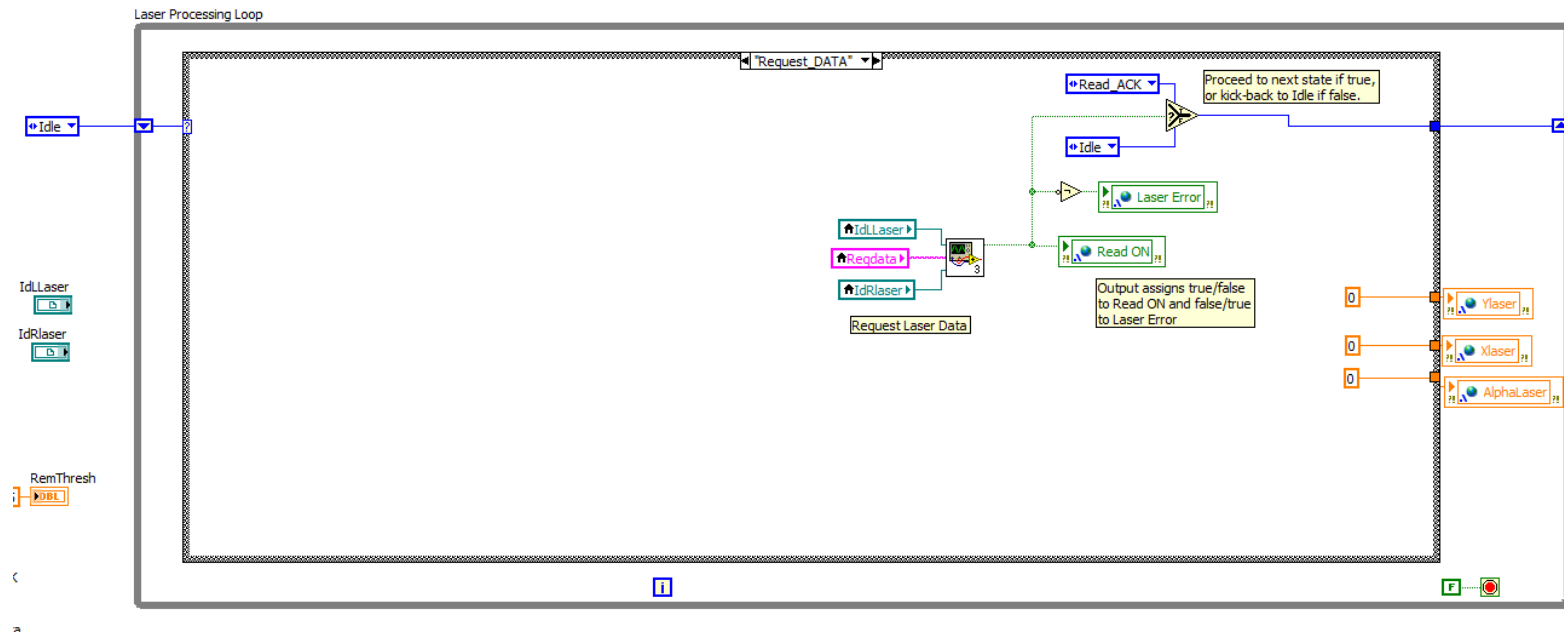 Laser Processing Loop
"Request_DATA"
Read_ACK
Proceed to next state if true,
or kick-back to Idle if false.
Idle
?
Idle
Laser Error
IdLLaser
Reqdata
Read ON
3
IdRlaser
Output assigns true/false
to Read ON and false/true
to Laser Error
Request Laser Data
IdLLaser
IdRlaser
0
Ylaser
0
Xlaser
0
AlphaLaser
RemThresh
DBL
i
F